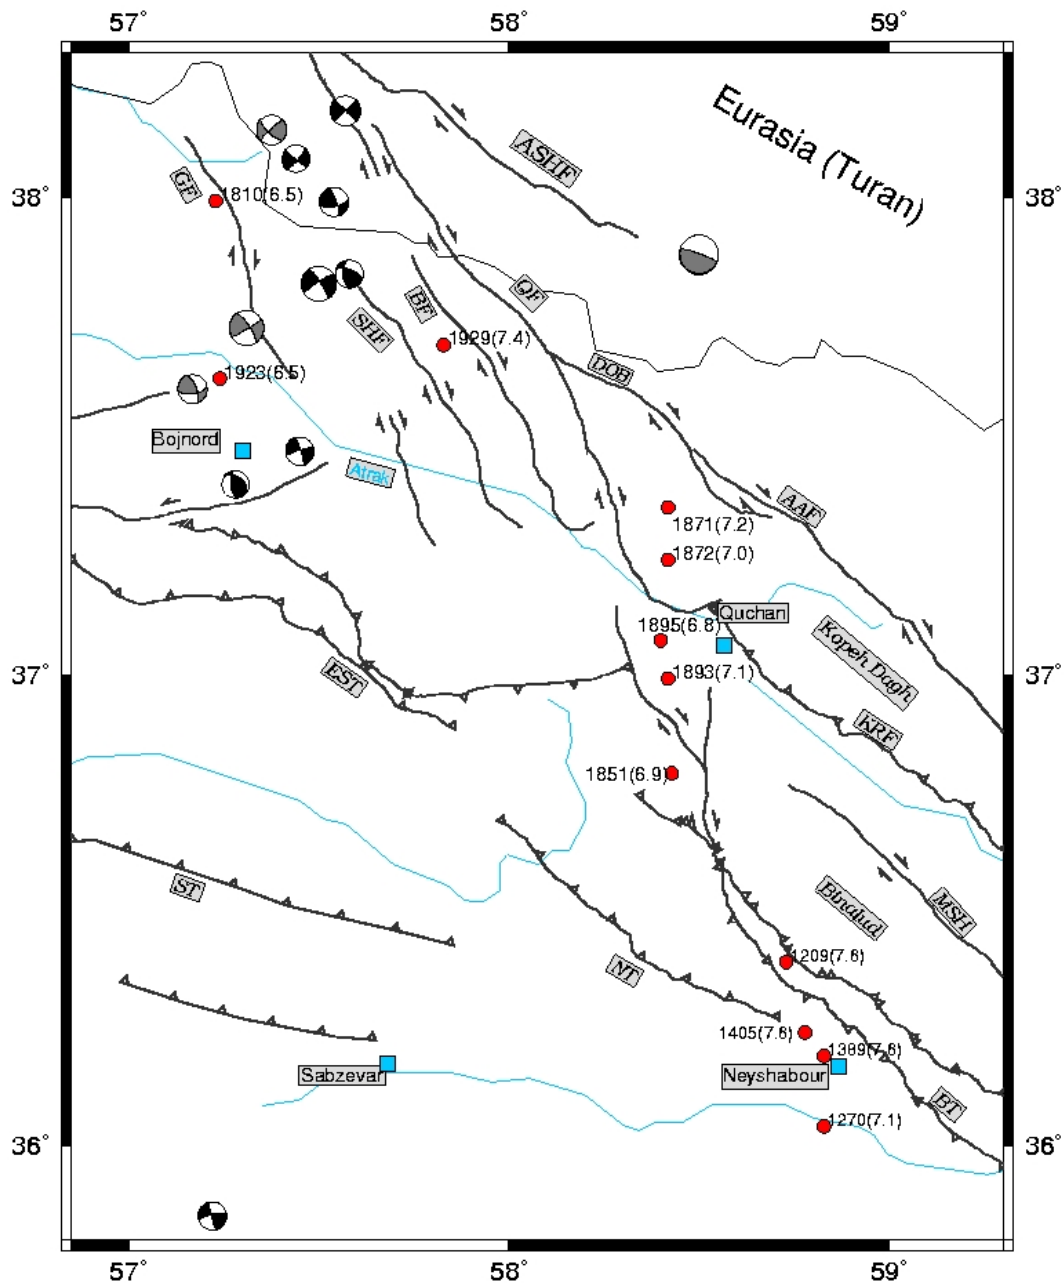 57° 58° 59°
Eurasia (Turan)
ASHF
38° 38°
GF
1810(6.5)
QF
BF
SHF
1929(7.4)
DOB
1923(6.5)
Bojnord
Atrak
AAF
1871(7.2)
1872(7.0)
Quchan
1895(6.8)
Kopeh Dagh
37° 37°
EST
1893(7.1)
KRF
1851(6.9)
ST
Binalud
MSH
1209(7.6)
NT
1405(7.6)
1389(7.6)
Sabzevar
Neyshabour
BT
1270(7.1)
36° 36°
57° 58° 59°